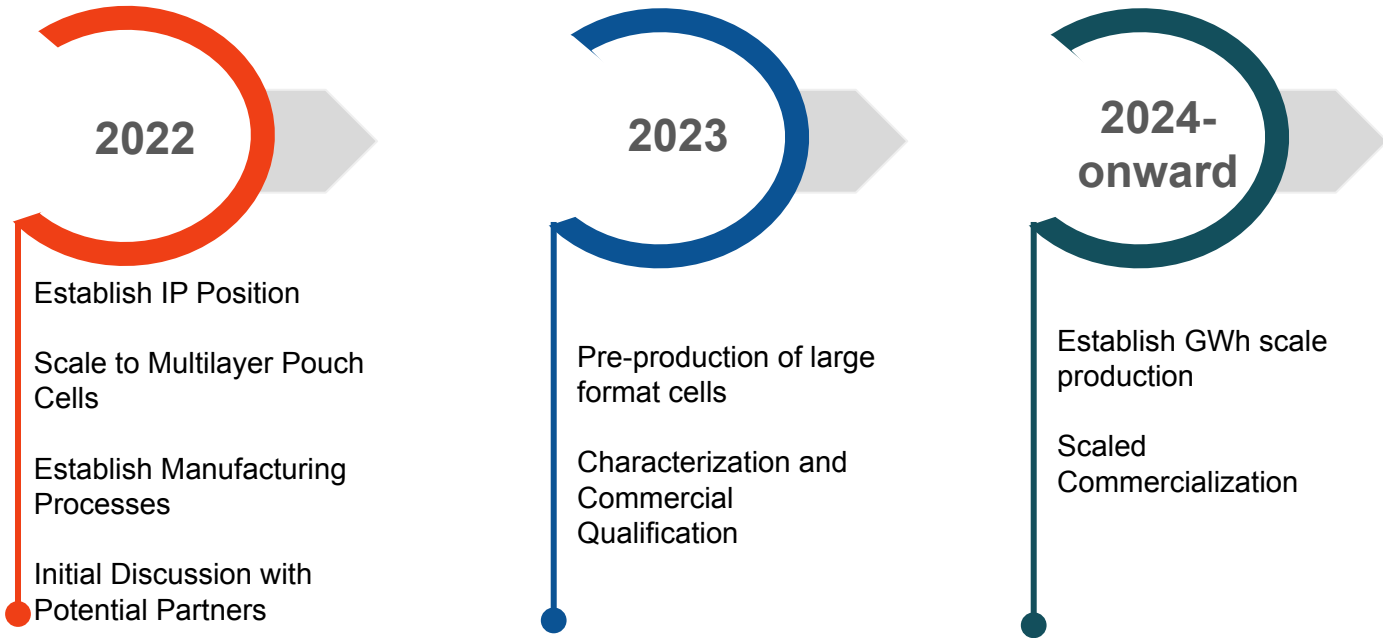 2022
Establish IP Position
Scale to Multilayer Pouch
Cells
Establish Manufacturing
Processes
Initial Discussion with
Potential Partners
2023
Pre-production of large
format cells
Characterization and
Commercial
Qualification
2024-
onward
Establish GWh scale
production
Scaled
Commercialization